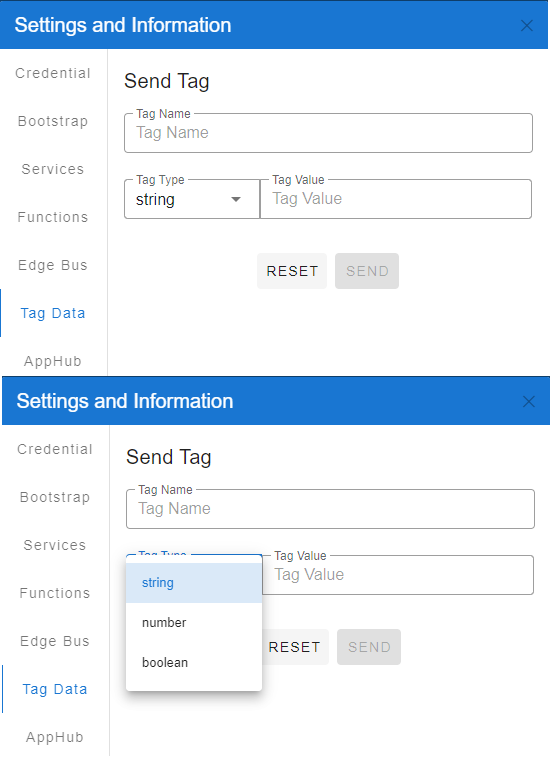 Settings and Information
Credential
Bootstrap
Services
Functions
Edge Bus
Tag Data
AppHub
Send Tag
Tag Name
Tag Name
Tag Type
string
Tag Value
Tag Value
RESET
SEND
Settings and Information
Credential
Bootstrap
Services
Functions
Edge Bus
Tag Data
AppHub
Send Tag
Tag Name
Tag Name
Tag Type
string
number
boolean
Tag Value
Tag Value
RESET
SEND